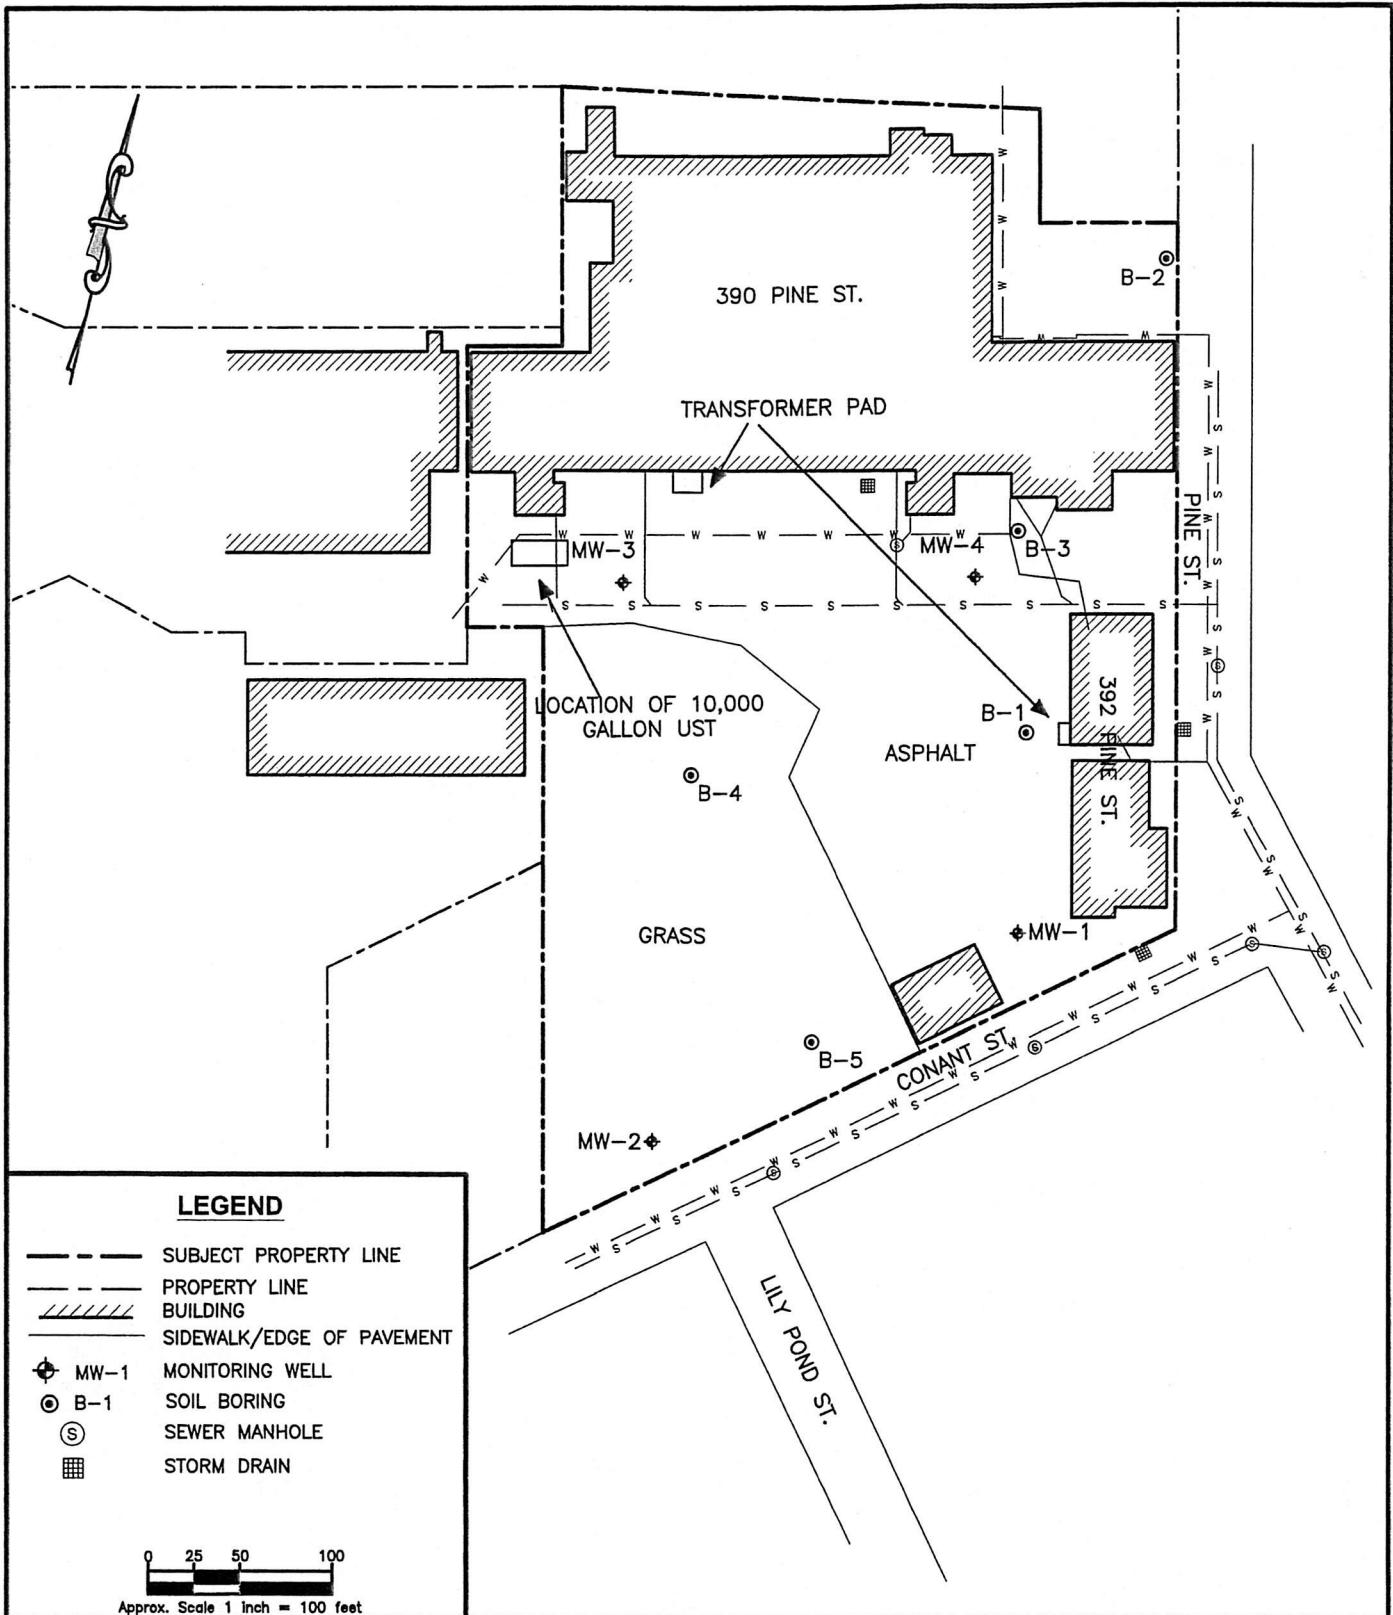 390 PINE ST.
B-2
TRANSFORMER PAD
W W W W W
W W W W W
W W W W W W W W
S S S S S S
PINE ST.
MW-3
MW-4
B-3
W W W W W W W
S
S S S S S S S S S S
LOCATION OF 10,000
GALLON UST
B-1
392 PINE ST.
ASPHALT
B-4
GRASS
MW-1
B-5
CONANT ST.
MW-2
LILY POND ST.
LEGEND
SUBJECT PROPERTY LINE
PROPERTY LINE
BUILDING
SIDEWALK/EDGE OF PAVEMENT
MW-1 MONITORING WELL
B-1 SOIL BORING
S SEWER MANHOLE
STORM DRAIN
0 25 50 100
Approx. Scale 1 inch = 100 feet